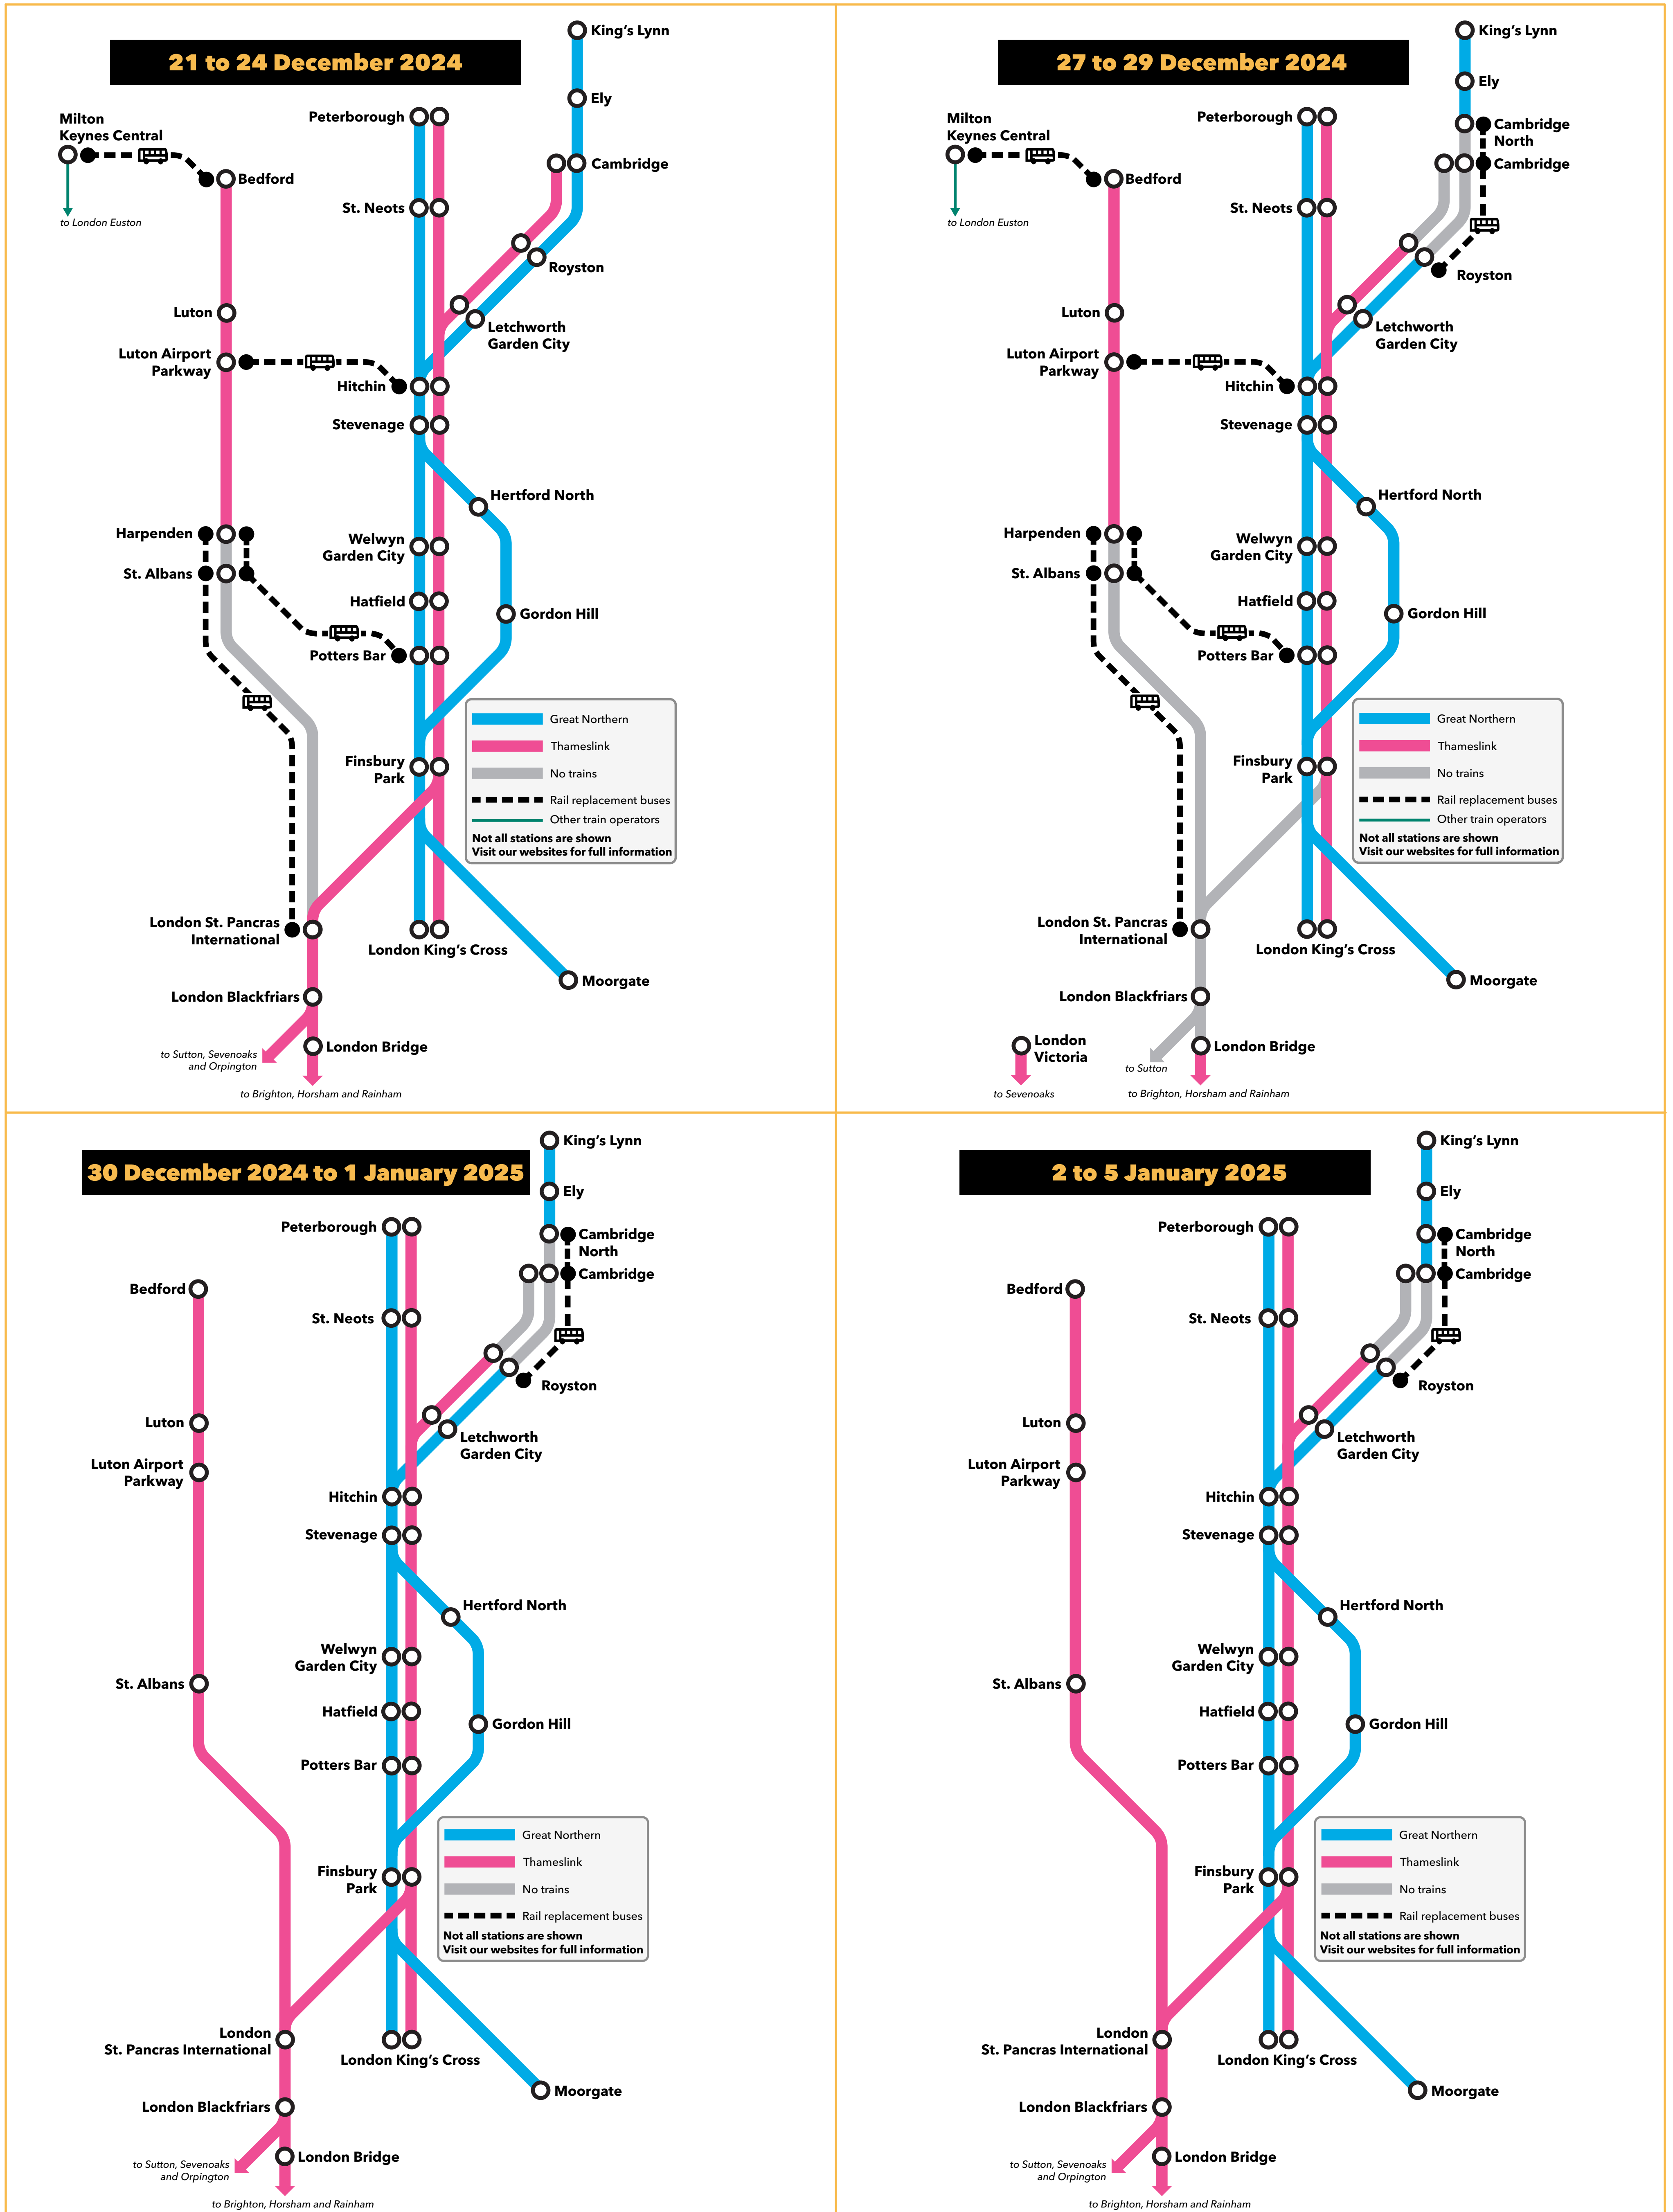 21 to 24 December 2024
King's Lynn
Ely
Peterborough
Milton
Keynes Central
Cambridge
Bedford
St. Neots
to London Euston
Royston
Luton
Letchworth
Garden City
Luton Airport
Parkway
Hitchin
Stevenage
Hertford North
Harpenden
Welwyn
Garden City
St. Albans
Hatfield
Gordon Hill
Potters Bar
Great Northern
Thameslink
No trains
Rail replacement buses
Other train operators
Not all stations are shown
Visit our websites for full information
Finsbury
Park
London St. Pancras
International
London King's Cross
Moorgate
London Blackfriars
London Bridge
to Sutton, Sevenoaks
and Orpington
to Brighton, Horsham and Rainham
27 to 29 December 2024
King's Lynn
Ely
Peterborough
Cambridge
North
Milton
Keynes Central
Cambridge
Bedford
St. Neots
to London Euston
Royston
Luton
Letchworth
Garden City
Luton Airport
Parkway
Hitchin
Stevenage
Hertford North
Harpenden
Welwyn
Garden City
St. Albans
Hatfield
Gordon Hill
Potters Bar
Great Northern
Thameslink
No trains
Rail replacement buses
Other train operators
Not all stations are shown
Visit our websites for full information
Finsbury
Park
London St. Pancras
International
London King's Cross
Moorgate
London Blackfriars
London
Victoria
London Bridge
to Sutton
to Sevenoaks
to Brighton, Horsham and Rainham
30 December 2024 to 1 January 2025
King's Lynn
Ely
Peterborough
Cambridge
North
Cambridge
Bedford
St. Neots
Royston
Luton
Letchworth
Garden City
Luton Airport
Parkway
Hitchin
Stevenage
Hertford North
Welwyn
Garden City
St. Albans
Hatfield
Gordon Hill
Potters Bar
Great Northern
Thameslink
No trains
Rail replacement buses
Not all stations are shown
Visit our websites for full information
Finsbury
Park
London
St. Pancras International
London King's Cross
Moorgate
London Blackfriars
London Bridge
to Sutton, Sevenoaks
and Orpington
to Brighton, Horsham and Rainham
2 to 5 January 2025
King's Lynn
Ely
Peterborough
Cambridge
North
Cambridge
Bedford
St. Neots
Royston
Luton
Letchworth
Garden City
Luton Airport
Parkway
Hitchin
Stevenage
Hertford North
Welwyn
Garden City
St. Albans
Hatfield
Gordon Hill
Potters Bar
Great Northern
Thameslink
No trains
Rail replacement buses
Not all stations are shown
Visit our websites for full information
Finsbury
Park
London
St. Pancras International
London King's Cross
Moorgate
London Blackfriars
London Bridge
to Sutton, Sevenoaks
and Orpington
to Brighton, Horsham and Rainham